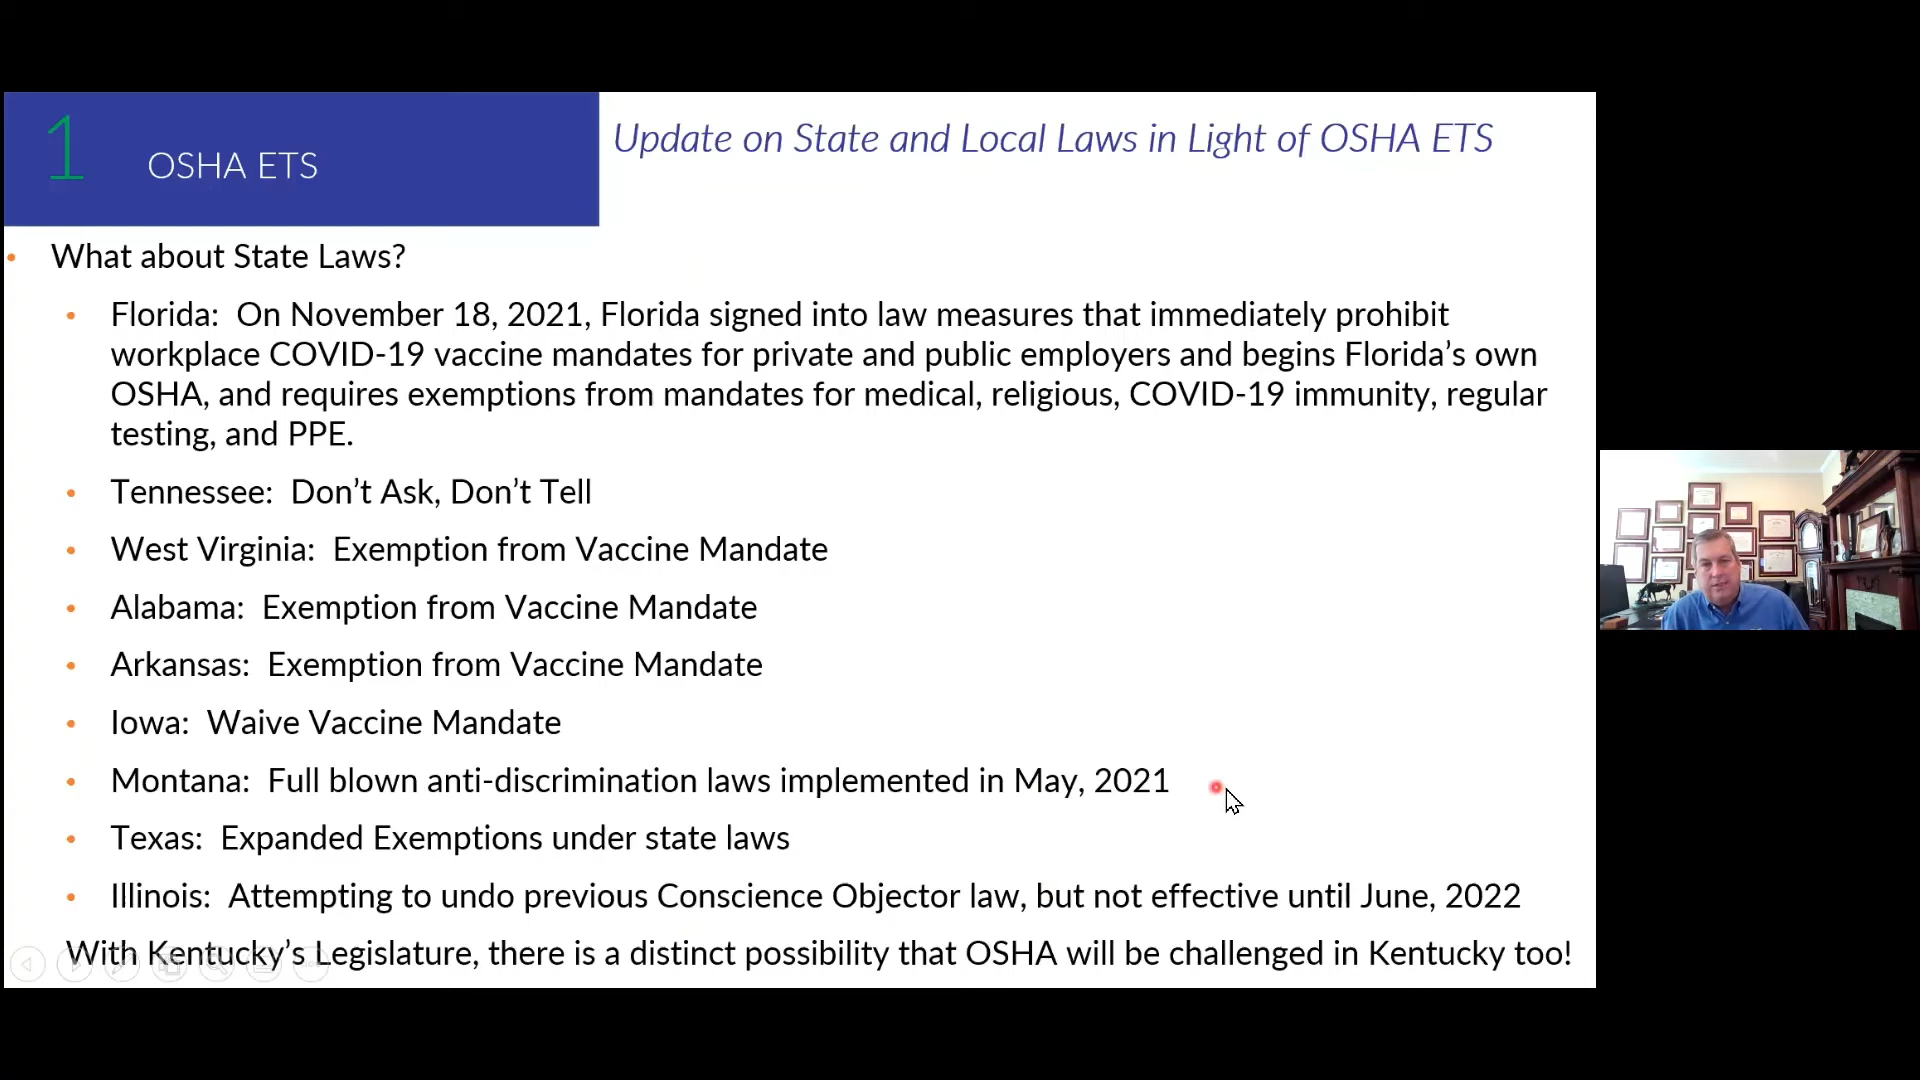 1
OSHA ETS
Update on State and Local Laws in Light of OSHA ETS
• What about State Laws?
• Florida: On November 18, 2021, Florida signed into law measures that immediately prohibit
workplace COVID-19 vaccine mandates for private and public employers and begins Florida’s own
OSHA, and requires exemptions from mandates for medical, religious, COVID-19 immunity, regular
testing, and PPE.
• Tennessee: Don’t Ask, Don’t Tell
• West Virginia: Exemption from Vaccine Mandate
• Alabama: Exemption from Vaccine Mandate
• Arkansas: Exemption from Vaccine Mandate
• Iowa: Waive Vaccine Mandate
• Montana: Full blown anti-discrimination laws implemented in May, 2021
• Texas: Expanded Exemptions under state laws
• Illinois: Attempting to undo previous Conscience Objector law, but not effective until June, 2022
With Kentucky’s Legislature, there is a distinct possibility that OSHA will be challenged in Kentucky too!